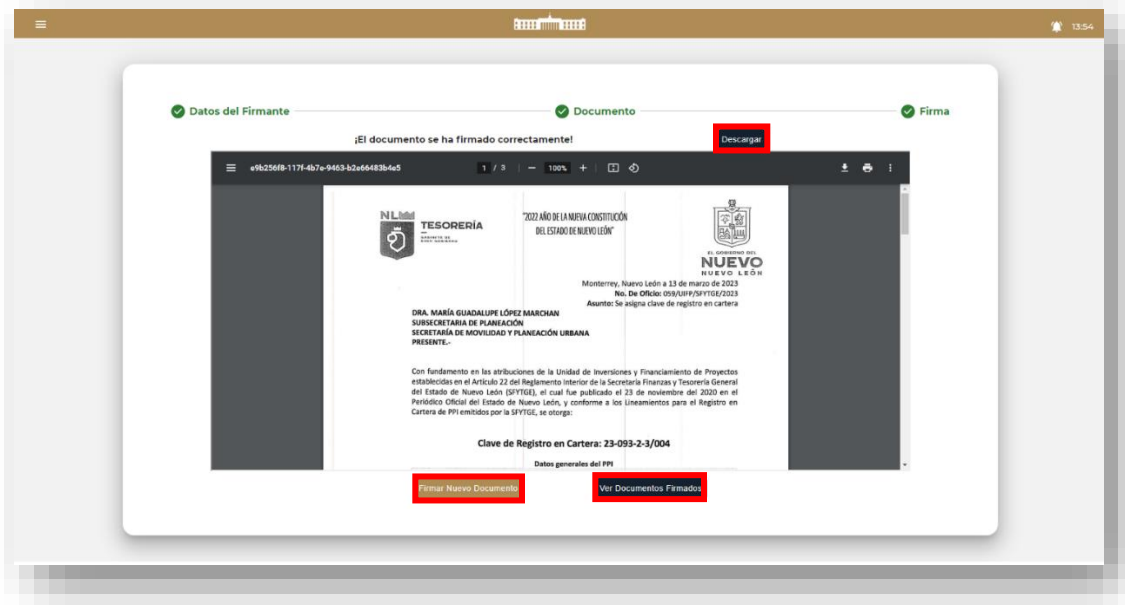 13:54
Datos del Firmante
Documento
Firma
¡El documento se ha firmado correctamente!
Descargar
e9b256f8-117f-4b7e-9463-b2e66483b4e5
1 / 3
100%
NL
TESORERÍA
"2022 AÑO DE LA NUEVA CONSTITUCIÓN
DEL ESTADO DE NUEVO LEÓN"
EL GOBIERNO DEL
NUEVO
NUEVO LEÓN
Monterrey, Nuevo León a 13 de marzo de 2023
No. De Oficio: 059/UIFP/SFYTGE/2023
Asunto: Se asigna clave de registro en cartera
DRA. MARÍA GUADALUPE LÓPEZ MARCHAN
SUBSECRETARIA DE PLANEACIÓN
SECRETARÍA DE MOVILIDAD Y PLANEACIÓN URBANA
PRESENTE.-
Con fundamento en las atribuciones de la Unidad de Inversiones y Financiamiento de Proyectos
establecidas en el Artículo 22 del Reglamento Interior de la Secretaría Finanzas y Tesorería General
del Estado de Nuevo León (SFYTGE), el cual fue publicado el 23 de noviembre del 2020 en el
Periódico Oficial del Estado de Nuevo León, y conforme a los Lineamientos para el Registro en
Cartera de PPI emitidos por la SFYTGE, se otorga:
Clave de Registro en Cartera: 23-093-2-3/004
Datos generales del PPI
Firmar Nuevo Documento
Ver Documentos Firmados